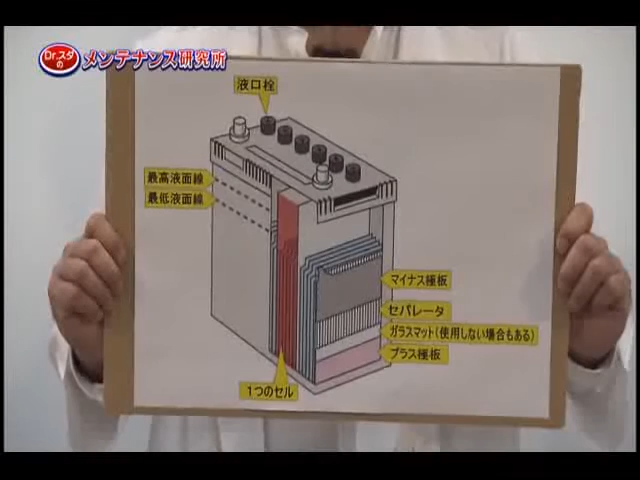 Dr.スダ
の
メンテナンス研究所
液口栓
最高液面線
最低液面線
マイナス極板
セパレータ
ガラスマット(使用しない場合もある)
プラス極板
1つのセル